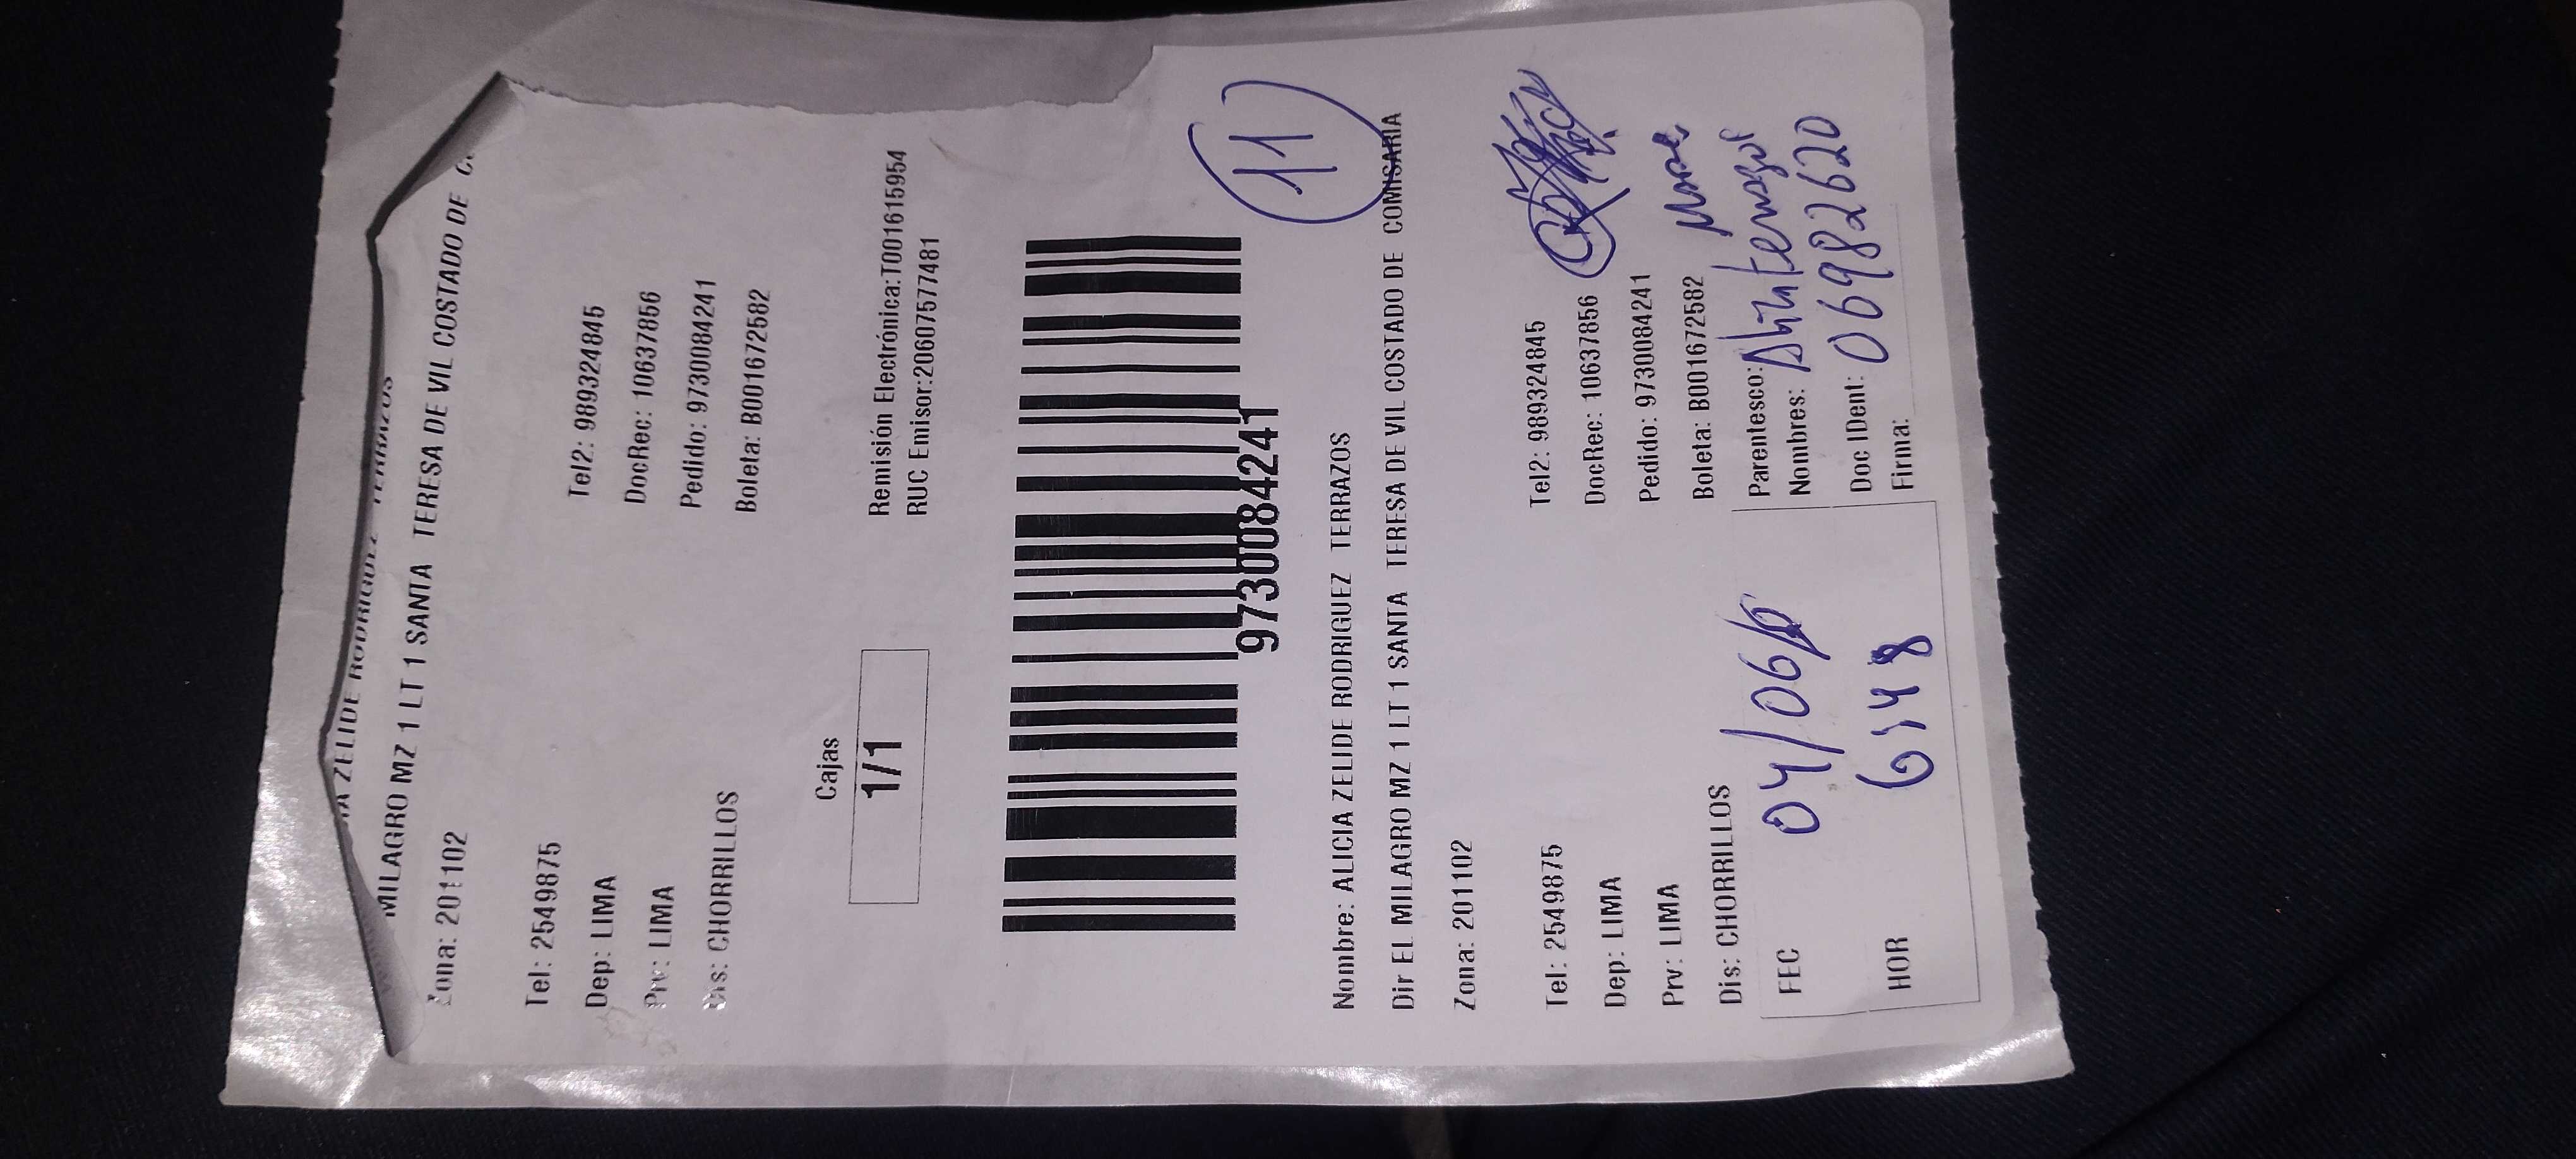 ZELIDE RODRIGUEZ TERRAZOS
MILAGRO MZ 1 LT 1 SANTA TERESA DE VIL COSTADO DE
Zona: 201102
Tel: 2549875
Tel2: 989324845
Dep: LIMA
DocRec: 10637856
Prv: LIMA
Pedido: 9730084241
Dis: CHORRILLOS
Boleta: B001672582
Cajas
1/1
Remisión Electrónica:T001615954
RUC Emisor:20607577481
9730084241
11
Nombre: ALICIA ZELIDE RODRIGUEZ TERRAZOS
Dir EL MILAGRO MZ 1 LT 1 SANTA TERESA DE VIL COSTADO DE COMISARIA
Zona: 201102
Tel: 2549875
Tel2: 989324845
Dep: LIMA
DocRec: 10637856
Prv: LIMA
Pedido: 9730084241
Dis: CHORRILLOS
Boleta: B001672582
FEC 04/06/
Parentesco:
Nombres:
HOR
Doc IDent: 06982620
Firma: